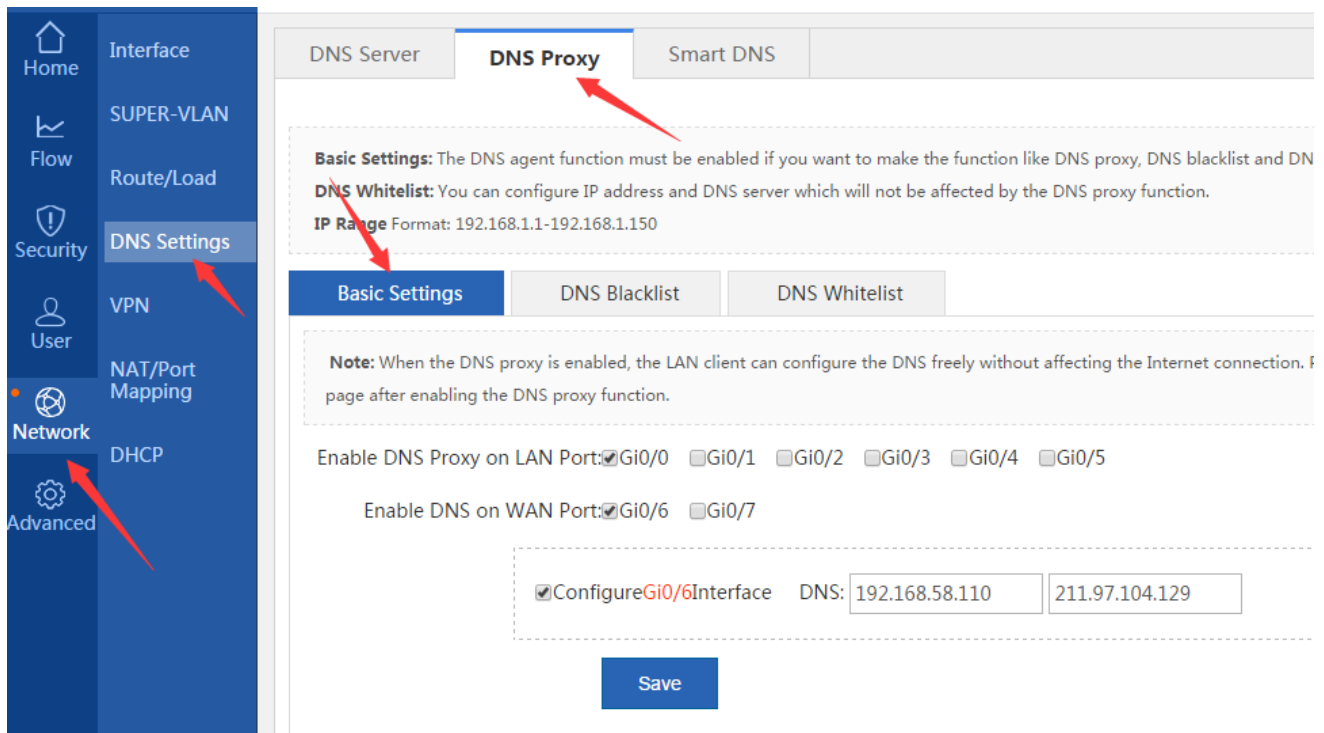 Home
Flow
Security
User
Network
Advanced
Interface
SUPER-VLAN
Route/Load
DNS Settings
VPN
NAT/Port
Mapping
DHCP
DNS Server
DNS Proxy
Smart DNS
Basic Settings: The DNS agent function must be enabled if you want to make the function like DNS proxy, DNS blacklist and DN
DNS Whitelist: You can configure IP address and DNS server which will not be affected by the DNS proxy function.
IP Range Format: 192.168.1.1-192.168.1.150
Basic Settings
DNS Blacklist
DNS Whitelist
Note: When the DNS proxy is enabled, the LAN client can configure the DNS freely without affecting the Internet connection.
page after enabling the DNS proxy function.
Enable DNS Proxy on LAN Port: Gi0/0 Gi0/1 Gi0/2 Gi0/3 Gi0/4 Gi0/5
Enable DNS on WAN Port: Gi0/6 Gi0/7
ConfigureGi0/6Interface DNS: 192.168.58.110 211.97.104.129
Save